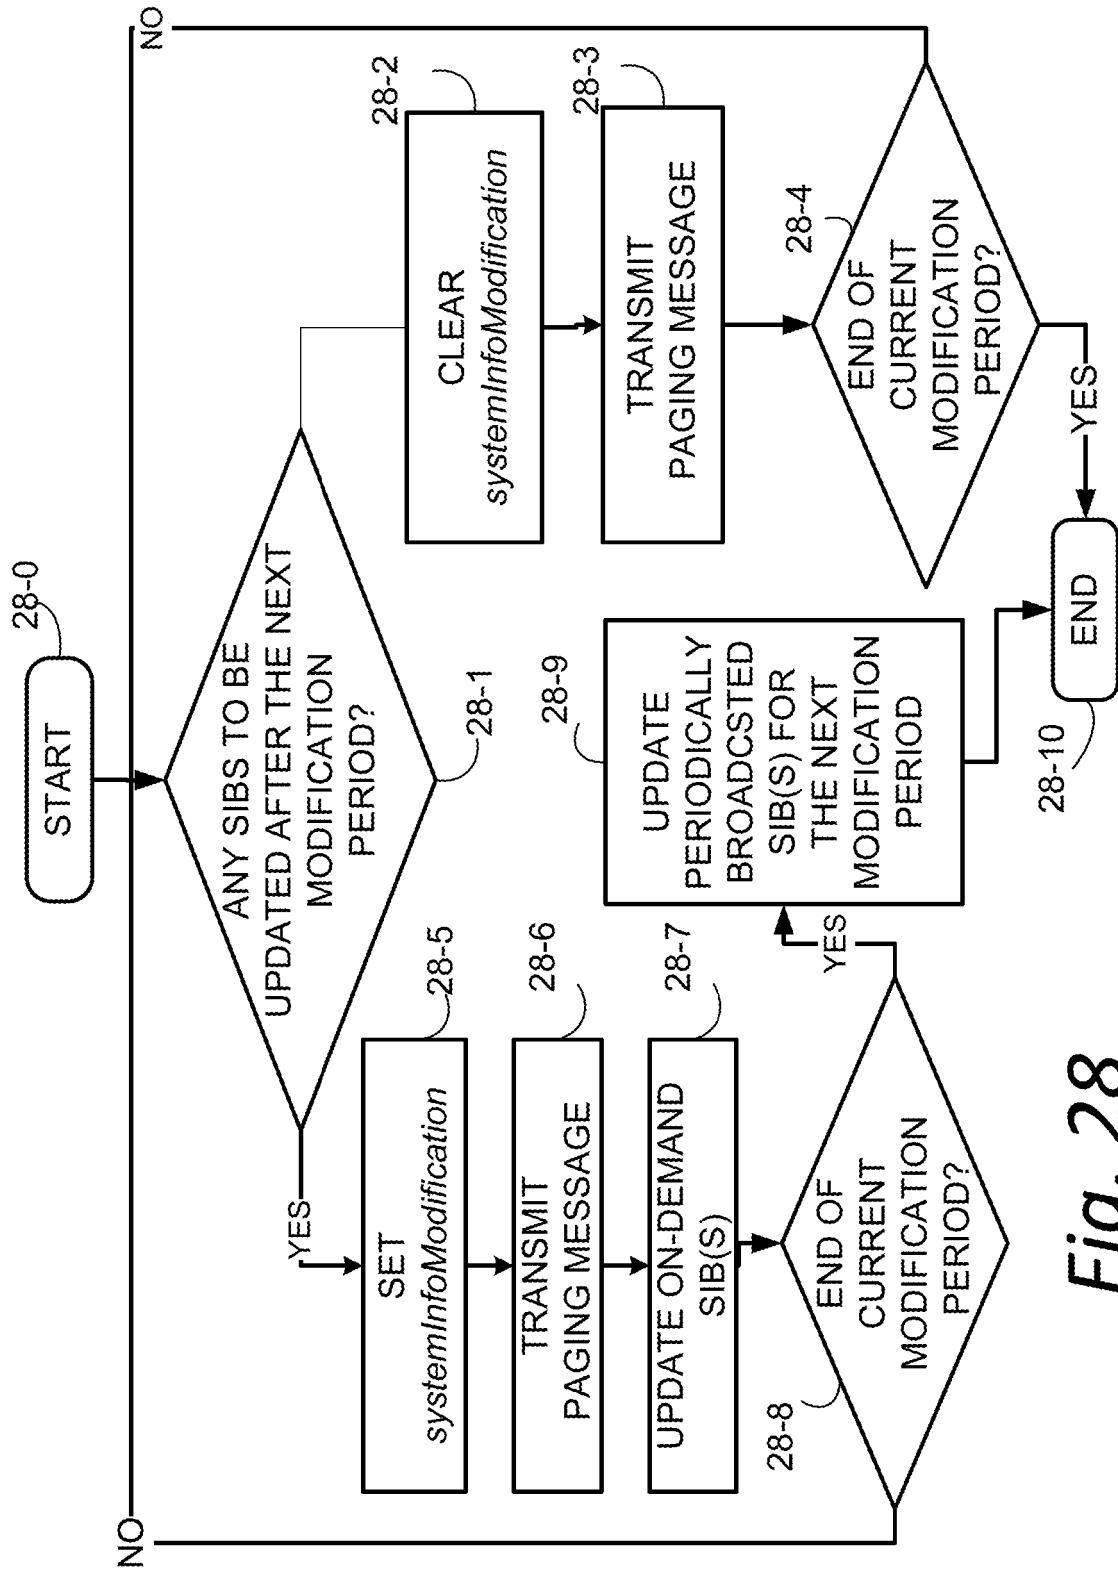 28-0
START
ANY SIBS TO BE
UPDATED AFTER THE NEXT
MODIFICATION
PERIOD?
28-1
YES
SET
systemInfoModification
28-5
TRANSMIT
PAGING MESSAGE
28-6
UPDATE ON-DEMAND
SIB(S)
28-7
END OF
CURRENT
MODIFICATION
PERIOD?
28-8
NO
YES
UPDATE
PERIODICALLY
BROADCSTED
SIB(S) FOR
THE NEXT
MODIFICATION
PERIOD
28-9
CLEAR
systemInfoModification
28-2
TRANSMIT
PAGING MESSAGE
28-3
END OF
CURRENT
MODIFICATION
PERIOD?
28-4
NO
YES
END
28-10
Fig. 28